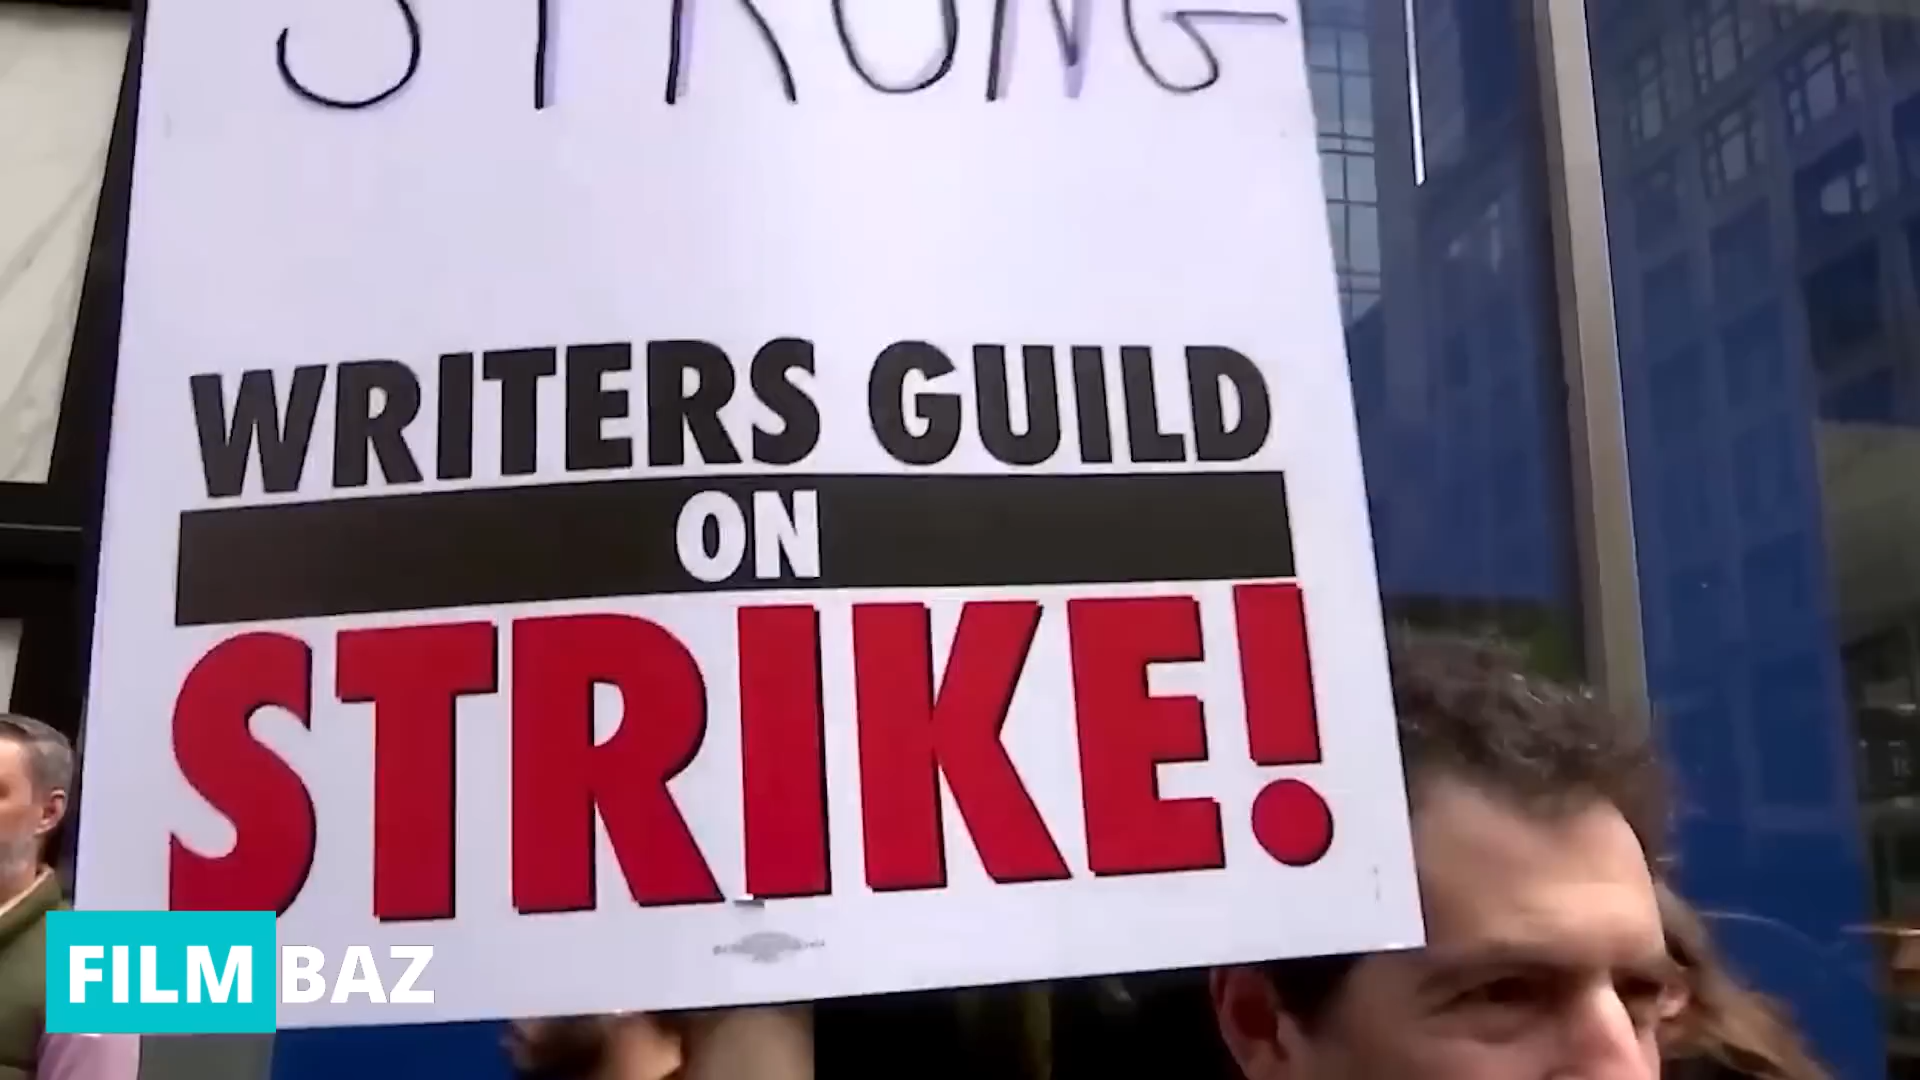 STRONG
WRITERS GUILD
ON
STRIKE!
FILM BAZ